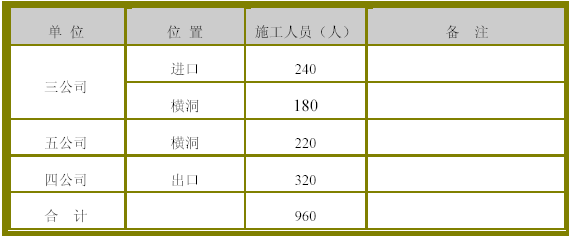 单 位 位 置 施工人员（人） 备 注
三公司 进口 240
横洞 180
五公司 横洞 220
四公司 出口 320
合 计 960